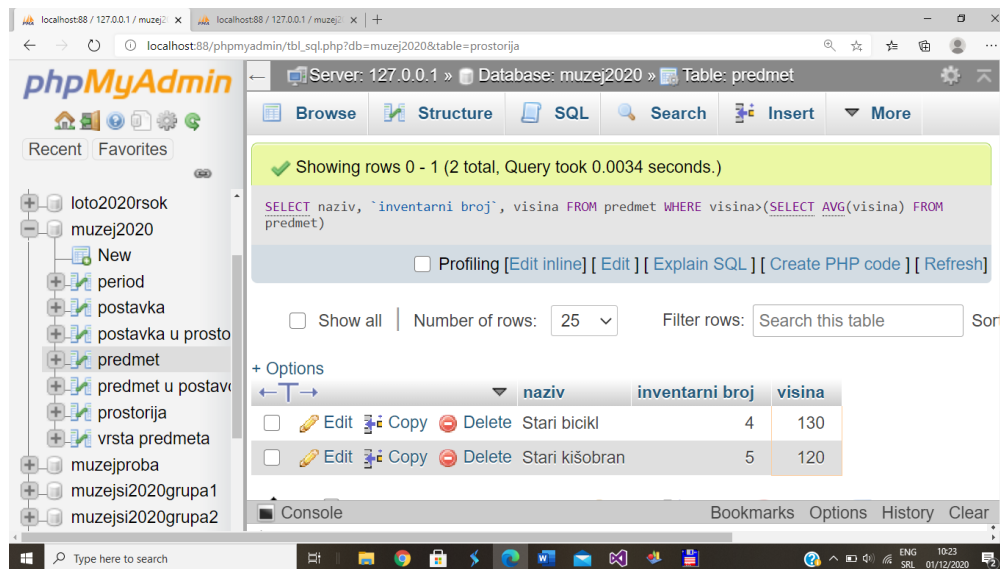 localhost:88 / 127.0.0.1 / muzej2 localhost:88 / 127.0.0.1 / muzej2
localhost:88/phpmyadmin/tbl_sql.php?db=muzej2020&table=prostorija
phpMyAdmin
Recent Favorites
loto2020rsok
muzej2020
New
period
postavka
postavka u prosto
predmet
predmet u postav
prostorija
vrsta predmeta
muzejproba
muzejsi2020grupa1
muzejsi2020grupa2
Server: 127.0.0.1 » Database: muzej2020 » Table: predmet
Browse Structure SQL Search Insert More
Showing rows 0 - 1 (2 total, Query took 0.0034 seconds.)
SELECT naziv, `inventarni broj`, visina FROM predmet WHERE visina>(SELECT AVG(visina) FROM
predmet)
Profiling [Edit inline] [ Edit ] [ Explain SQL ] [ Create PHP code ] [ Refresh]
Show all Number of rows: 25 Filter rows: Search this table Sor
+ Options
←T→ naziv inventarni broj visina
Edit Copy Delete Stari bicikl 4 130
Edit Copy Delete Stari kišobran 5 120
Console Bookmarks Options History Clear
Type here to search
ENG 10:23
SRL 01/12/2020 2